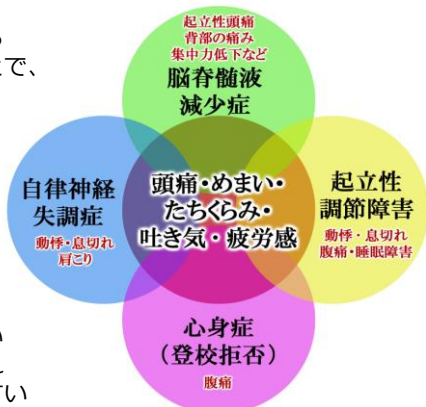 起立性頭痛
背部の痛み
集中力低下など
脳脊髄液
減少症
で、
自律神経
失調症
動悸・息切れ
肩こり
頭痛・めまい・
たちくらみ・
吐き気・疲労感
起立性
調節障害
動悸・息切れ
腹痛・睡眠障害
心身症
（登校拒否）
腹痛
い
てい